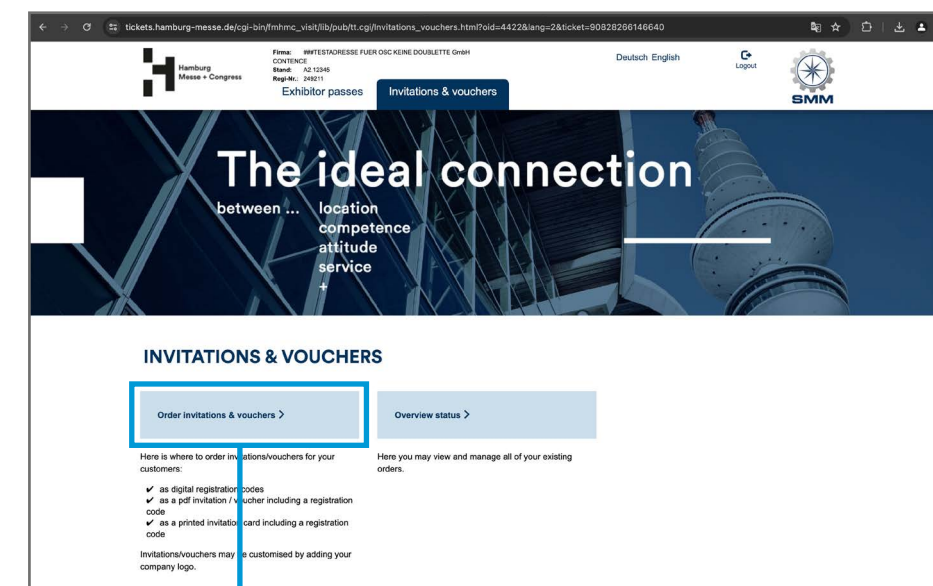 tickets.hamburg-messe.de/cgi-bin/fmhmc_visit/lib/pub/tt.cgi/Invitations_vouchers.html?oid=4422&lang=2&ticket=90828266146640
Hamburg
Messe + Congress
Firma: ###TESTADRESSE FUER OSC KEINE DOUBLETTE GmbH
CONTENCE
Stand: A2 12345
Regi-Nr.: 249211
Deutsch English
Logout
SMM
Exhibitor passes
Invitations & vouchers
The ideal connection
between ... location
competence
attitude
service
+
INVITATIONS & VOUCHERS
Order invitations & vouchers >
Overview status >
Here is where to order invitations/vouchers for your
customers:
✔ as digital registration codes
✔ as a pdf invitation / voucher including a registration
code
✔ as a printed invitation card including a registration
code
Invitations/vouchers may be customised by adding your
company logo.
Here you may view and manage all of your existing
orders.